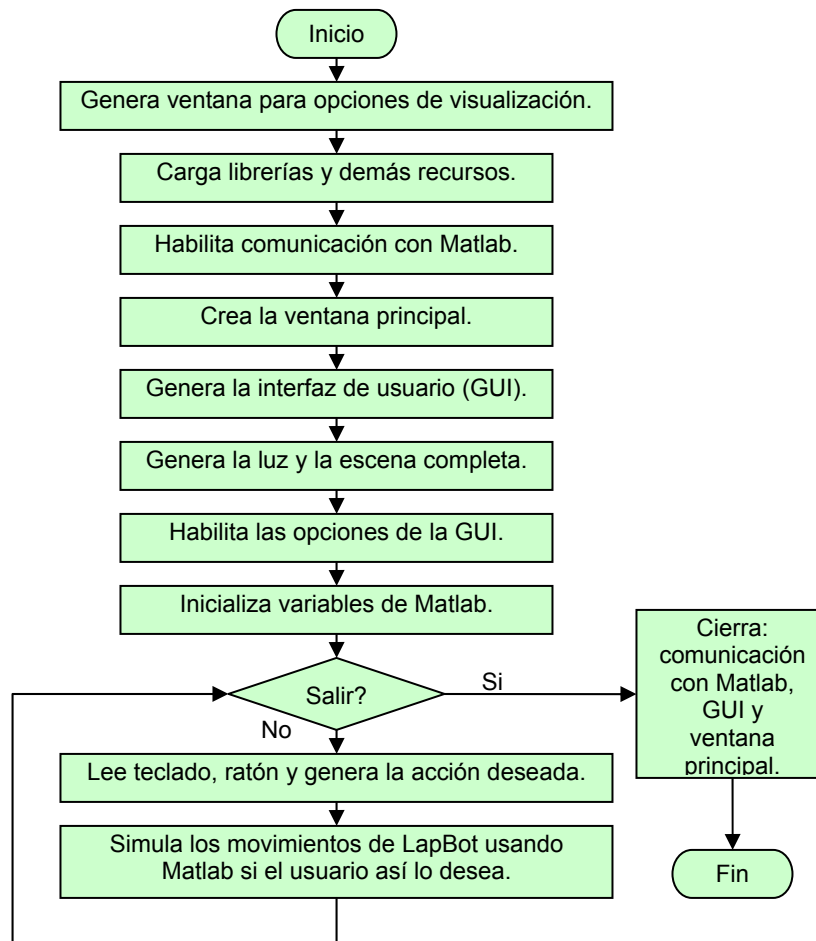 Inicio
Genera ventana para opciones de visualización.
Carga librerías y demás recursos.
Habilita comunicación con Matlab.
Crea la ventana principal.
Genera la interfaz de usuario (GUI).
Genera la luz y la escena completa.
Habilita las opciones de la GUI.
Inicializa variables de Matlab.
Salir?
Si
No
Cierra:
comunicación
con Matlab,
GUI y
ventana
principal.
Lee teclado, ratón y genera la acción deseada.
Simula los movimientos de LapBot usando
Matlab si el usuario así lo desea.
Fin